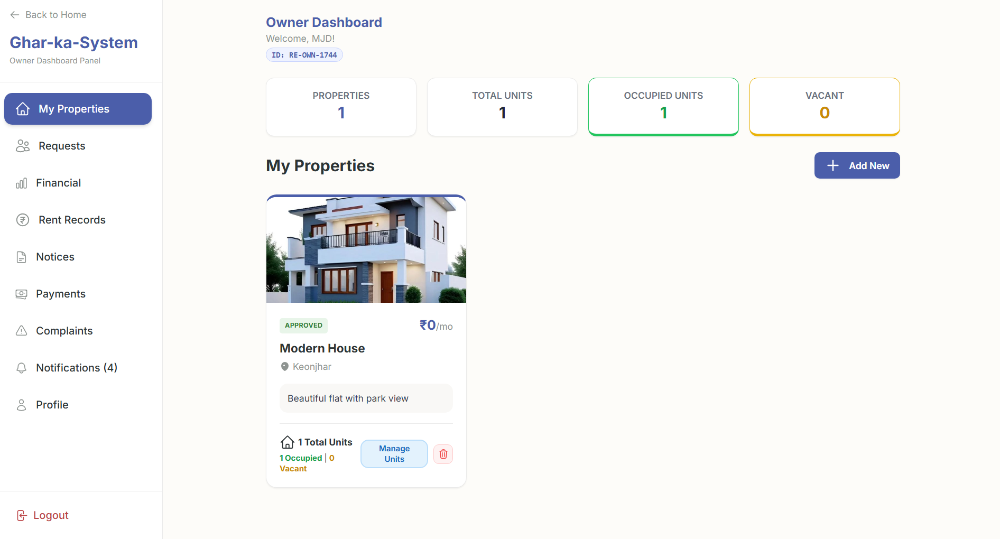 Back to Home
Ghar-ka-System
Owner Dashboard Panel
My Properties
Requests
Financial
Rent Records
Notices
Payments
Complaints
Notifications (4)
Profile
Logout
Owner Dashboard
Welcome, MJD!
ID: RE-OWN-1744
PROPERTIES
1
TOTAL UNITS
1
OCCUPIED UNITS
1
VACANT
0
My Properties
Add New
APPROVED
₹0/mo
Modern House
Keonjhar
Beautiful flat with park view
1 Total Units
1 Occupied | 0
Vacant
Manage
Units